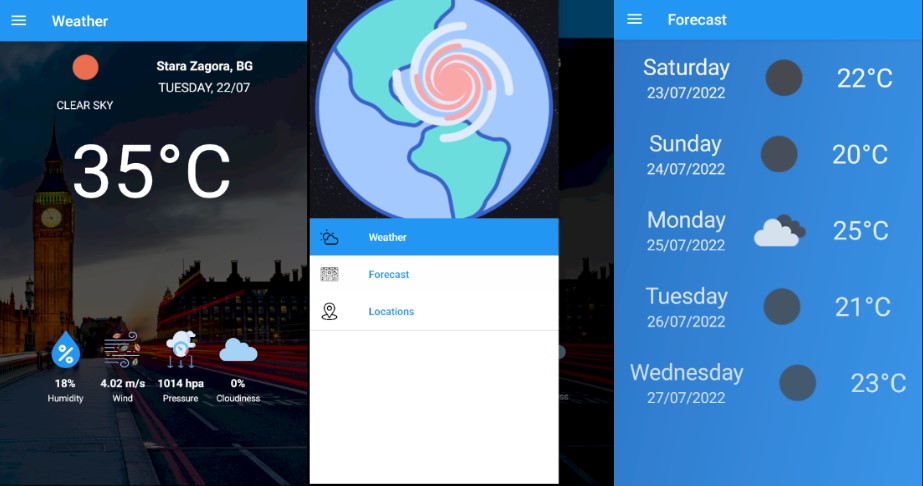 Weather
Stara Zagora, BG
TUESDAY, 22/07
CLEAR SKY
35°C
18%
Humidity
4.02 m/s
Wind
1014 hpa
Pressure
0%
Cloudiness
Weather
Forecast
Locations
Forecast
Saturday
23/07/2022
22°C
Sunday
24/07/2022
20°C
Monday
25/07/2022
25°C
Tuesday
26/07/2022
21°C
Wednesday
27/07/2022
23°C